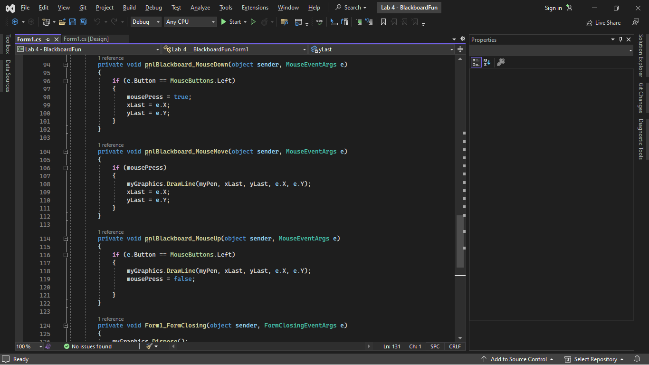 File Edit View Git Project Build Debug Test Analyze Tools Extensions Window Help Search Lab 4 - BlackboardFun Sign in
Debug Any CPU Start Live Share
Form1.cs Form1.cs [Design] Properties
Lab 4 - BlackboardFun Lab_4___BlackboardFun.Form1 yLast
Toolbox
Data Sources
Solution Explorer
Git Changes
Diagnostic Tools
1 reference
94 private void pnlBlackboard_MouseDown(object sender, MouseEventArgs e)
95 {
96 if (e.Button == MouseButtons.Left)
97 {
98 mousePress = true;
99 xLast = e.X;
100 yLast = e.Y;
101 }
102 }
103
1 reference
104 private void pnlBlackboard_MouseMove(object sender, MouseEventArgs e)
105 {
106 if (mousePress)
107 {
108 myGraphics.DrawLine(myPen, xLast, yLast, e.X, e.Y);
109 xLast = e.X;
110 yLast = e.Y;
111 }
112 }
113
1 reference
114 private void pnlBlackboard_MouseUp(object sender, MouseEventArgs e)
115 {
116 if (e.Button == MouseButtons.Left)
117 {
118 myGraphics.DrawLine(myPen, xLast, yLast, e.X, e.Y);
119 mousePress = false;
120
121 }
122 }
123
1 reference
124 private void Form1_FormClosing(object sender, FormClosingEventArgs e)
125 {
126 myGraphics.Dispose();
100 % No issues found Ln: 131 Ch: 1 SPC CRLF
Ready Add to Source Control Select Repository